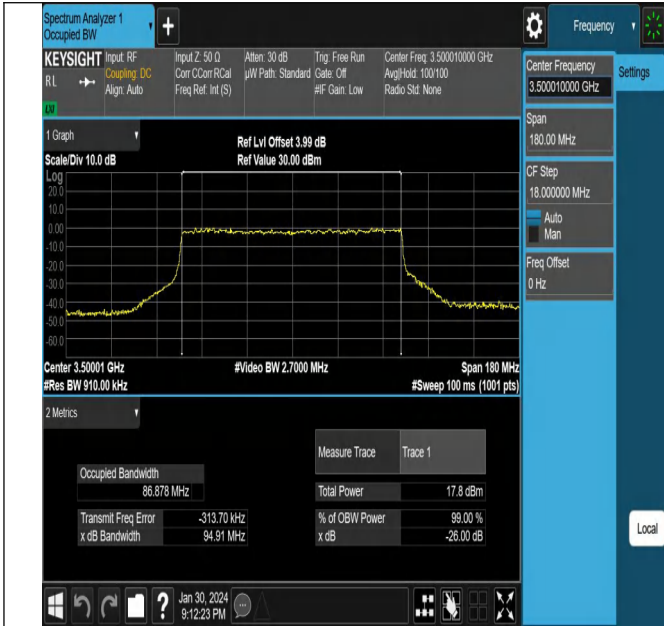 Spectrum Analyzer 1
Occupied BW
Frequency
KEYSIGHT
RL
LXI
Input: RF
Coupling: DC
Align: Auto
Input Z: 50 Ω
Corr CCorr RCal
Freq Ref: Int (S)
Atten: 30 dB
µW Path: Standard
Trig: Free Run
Gate: Off
#IF Gain: Low
Center Freq: 3.500010000 GHz
Avg|Hold: 100/100
Radio Std: None
Center Frequency
3.500010000 GHz
Settings
Span
180.00 MHz
CF Step
18.000000 MHz
Auto
Man
Freq Offset
0 Hz
1 Graph
Scale/Div 10.0 dB
Ref Lvl Offset 3.99 dB
Ref Value 30.00 dBm
Log
20.0
10.0
0.00
-10.0
-20.0
-30.0
-40.0
-50.0
-60.0
Center 3.50001 GHz
#Video BW 2.7000 MHz
Span 180 MHz
#Res BW 910.00 kHz
#Sweep 100 ms (1001 pts)
2 Metrics
Measure Trace
Trace 1
Occupied Bandwidth
86.878 MHz
Total Power
17.8 dBm
Transmit Freq Error
-313.70 kHz
% of OBW Power
99.00 %
x dB Bandwidth
94.91 MHz
x dB
-26.00 dB
Local
?
Jan 30, 2024
9:12:23 PM